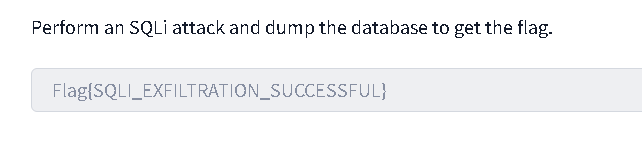 Perform an SQLi attack and dump the database to get the flag.
Flag{SQLI_EXFILTRATION_SUCCESSFUL}